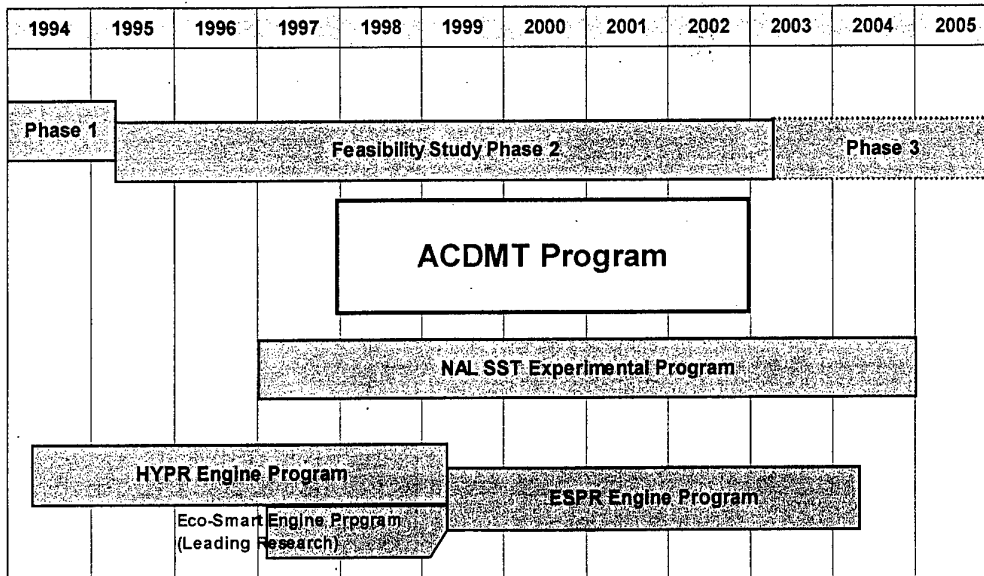 1994 1995 1996 1997 1998 1999 2000 2001 2002 2003 2004 2005
Phase 1
Feasibility Study Phase 2
Phase 3
ACDMT Program
NAL SST Experimental Program
HYPR Engine Program
ESPR Engine Program
Eco-Smart Engine Program
(Leading Research)